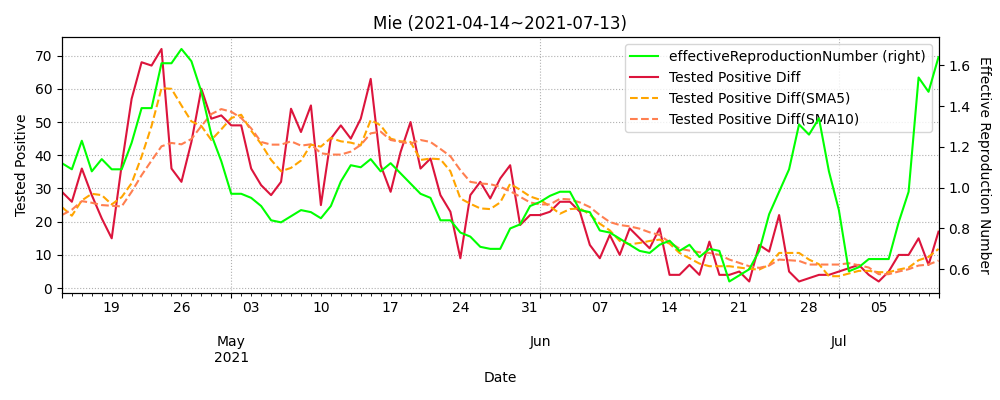 Mie (2021-04-14~2021-07-13)
effectiveReproductionNumber (right)
Tested Positive Diff
Tested Positive Diff(SMA5)
Tested Positive Diff(SMA10)
Tested Positive
70
60
50
40
30
20
10
0
1.6
1.4
1.2
1.0
0.8
0.6
Effective Reproduction Number
19 26 03 10 17 24 31 07 14 21 28 05
May Jun Jul
2021
Date